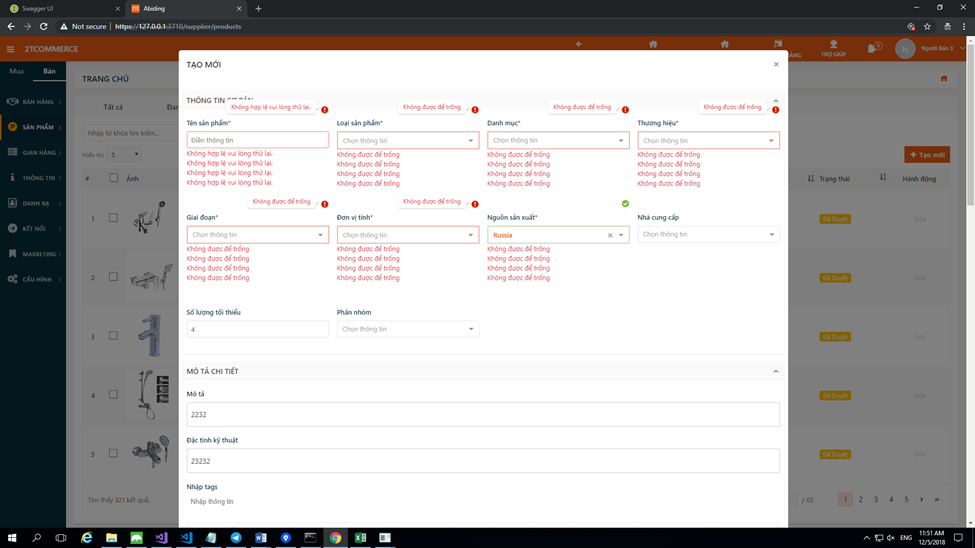 Swagger UI
Abiding
Not secure | https://127.0.0.1:3710/supplier/products
2TCOMMERCE
TRỢ GIÚP
Người Bán 3
N
Mua
Bán
TRANG CHỦ
BÁN HÀNG
SẢN PHẨM
GIAN HÀNG
THÔNG TIN
DANH BẠ
KẾT NỐI
MARKETING
CẤU HÌNH
Tất cả
Nhập từ khóa tìm kiếm...
Hiển thị 5
Tạo mới
# Ảnh
Trạng thái
Hành động
1
Đã Duyệt
Sửa
2
Đã Duyệt
Sửa
3
Đã Duyệt
Sửa
4
Đã Duyệt
Sửa
5
Đã Duyệt
Sửa
Tìm thấy 321 kết quả.
/ 65
1 2 3 4 5 › »
TẠO MỚI
×
THÔNG TIN CƠ BẢN
Không hợp lệ vui lòng thử lại.
Không được để trống
Không được để trống
Không được để trống
Tên sản phẩm*
Loại sản phẩm*
Danh mục*
Thương hiệu*
Điền thông tin
Chọn thông tin
Chọn thông tin
Chọn thông tin
Không hợp lệ vui lòng thử lại.
Không được để trống
Không được để trống
Không được để trống
Không hợp lệ vui lòng thử lại.
Không được để trống
Không được để trống
Không được để trống
Không hợp lệ vui lòng thử lại.
Không được để trống
Không được để trống
Không được để trống
Không hợp lệ vui lòng thử lại.
Không được để trống
Không được để trống
Không được để trống
Không được để trống
Không được để trống
Giai đoạn*
Đơn vị tính*
Nguồn sản xuất*
Nhà cung cấp
Chọn thông tin
Chọn thông tin
Russia
Chọn thông tin
Không được để trống
Không được để trống
Không được để trống
Không được để trống
Không được để trống
Không được để trống
Không được để trống
Không được để trống
Không được để trống
Không được để trống
Không được để trống
Không được để trống
Số lượng tối thiểu
Phân nhóm
4
Chọn thông tin
MÔ TẢ CHI TIẾT
Mô tả
2232
Đặc tính kỹ thuật
23232
Nhập tags
Nhập thông tin
ENG
11:51 AM
12/5/2018